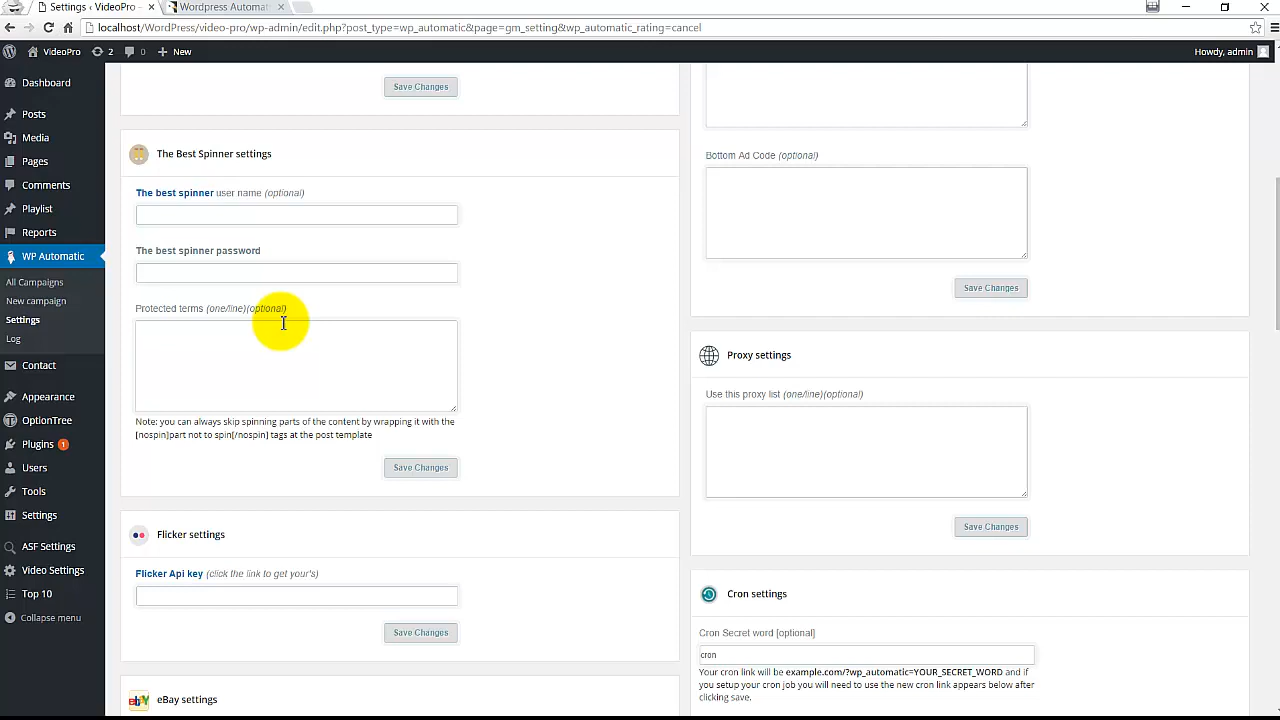 Settings ‹ VideoPro –
Wordpress Automat
localhost/WordPress/video-pro/wp-admin/edit.php?post_type=wp_automatic&page=gm_setting&wp_automatic_rating=cancel
VideoPro
2
0
New
Howdy, admin
Dashboard
Posts
Media
Pages
Comments
Playlist
Reports
WP Automatic
All Campaigns
New campaign
Settings
Log
Contact
Appearance
OptionTree
Plugins 1
Users
Tools
Settings
ASF Settings
Video Settings
Top 10
Collapse menu
Save Changes
The Best Spinner settings
The best spinner user name (optional)
The best spinner password
Protected terms (one/line)(optional)
Note: you can always skip spinning parts of the content by wrapping it with the
[nospin]part not to spin[/nospin] tags at the post template
Save Changes
Flicker settings
Flicker Api key (click the link to get your's)
Save Changes
ebay
eBay settings
Bottom Ad Code (optional)
Save Changes
Proxy settings
Use this proxy list (one/line)(optional)
Save Changes
Cron settings
Cron Secret word [optional]
cron
Your cron link will be example.com/?wp_automatic=YOUR_SECRET_WORD and if
you setup your cron job you will need to use the new cron link appears below after
clicking save.